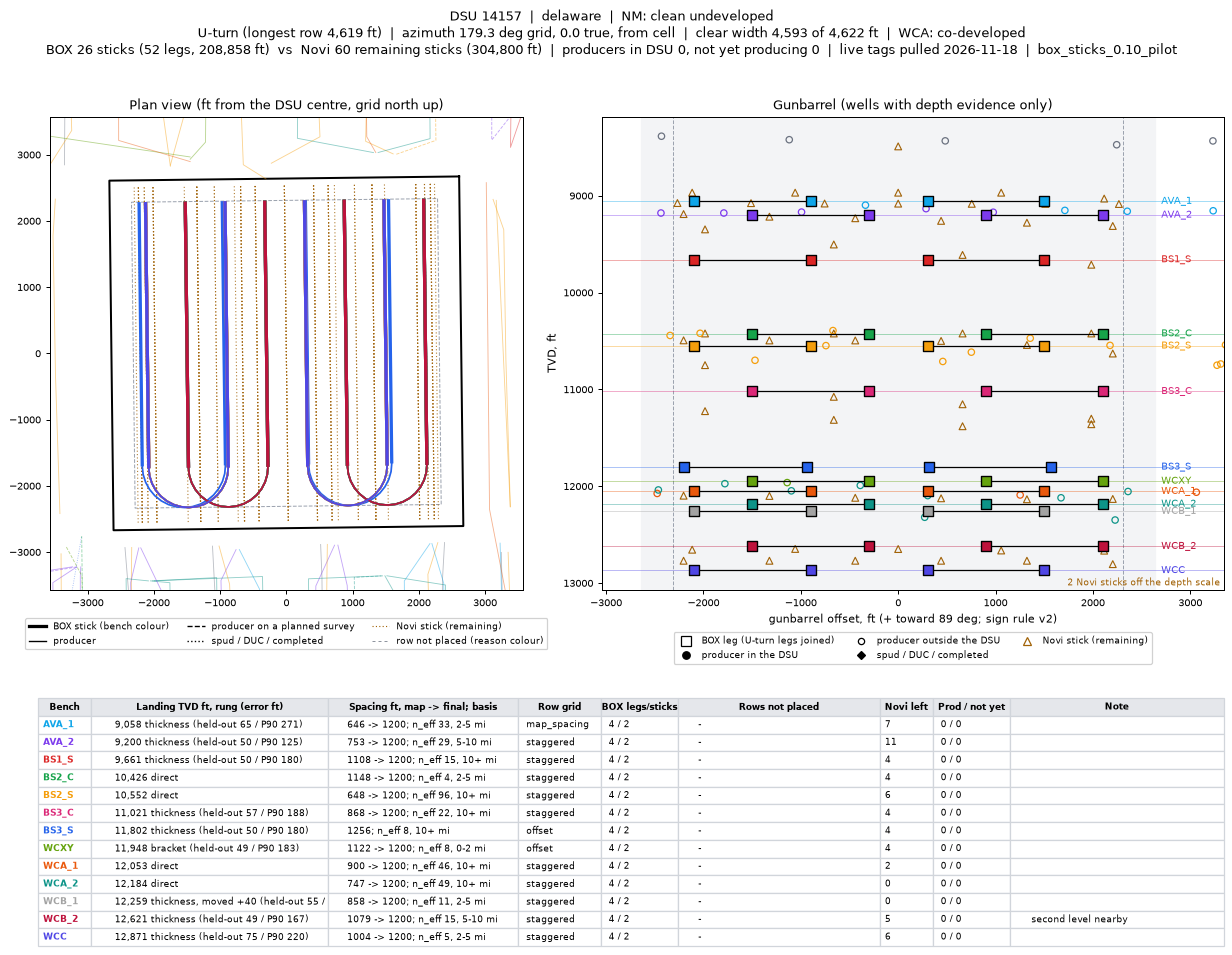 DSU 14157 | delaware | NM: clean undeveloped
U-turn (longest row 4,619 ft) | azimuth 179.3 deg grid, 0.0 true, from cell | clear width 4,593 of 4,622 ft | WCA: co-developed
BOX 26 sticks (52 legs, 208,858 ft) vs Novi 60 remaining sticks (304,800 ft) | producers in DSU 0, not yet producing 0 | live tags pulled 2026-11-18 | box_sticks_0.10_pilot
Plan view (ft from the DSU centre, grid north up)
3000
2000
1000
0
−1000
−2000
−3000
−3000 −2000 −1000 0 1000 2000 3000
BOX stick (bench colour) producer on a planned survey Novi stick (remaining)
producer spud / DUC / completed row not placed (reason colour)
Gunbarrel (wells with depth evidence only)
TVD, ft
9000
10000
11000
12000
13000
AVA_1
AVA_2
BS1_S
BS2_C
BS2_S
BS3_C
BS3_S
WCXY
WCA_1
WCA_2
WCB_1
WCB_2
WCC
2 Novi sticks off the depth scale
−3000 −2000 −1000 0 1000 2000 3000
gunbarrel offset, ft (+ toward 89 deg; sign rule v2)
BOX leg (U-turn legs joined) producer outside the DSU Novi stick (remaining)
producer in the DSU spud / DUC / completed
Bench Landing TVD ft, rung (error ft) Spacing ft, map -> final; basis Row grid BOX legs/sticks Rows not placed Novi left Prod / not yet Note
AVA_1 9,058 thickness (held-out 65 / P90 271) 646 -> 1200; n_eff 33, 2-5 mi map_spacing 4 / 2 - 7 0 / 0
AVA_2 9,200 thickness (held-out 50 / P90 125) 753 -> 1200; n_eff 29, 5-10 mi staggered 4 / 2 - 11 0 / 0
BS1_S 9,661 thickness (held-out 50 / P90 180) 1108 -> 1200; n_eff 15, 10+ mi staggered 4 / 2 - 4 0 / 0
BS2_C 10,426 direct 1148 -> 1200; n_eff 4, 2-5 mi staggered 4 / 2 - 4 0 / 0
BS2_S 10,552 direct 648 -> 1200; n_eff 96, 10+ mi staggered 4 / 2 - 6 0 / 0
BS3_C 11,021 thickness (held-out 57 / P90 188) 868 -> 1200; n_eff 22, 10+ mi staggered 4 / 2 - 4 0 / 0
BS3_S 11,802 thickness (held-out 50 / P90 180) 1256; n_eff 8, 10+ mi offset 4 / 2 - 4 0 / 0
WCXY 11,948 bracket (held-out 49 / P90 183) 1122 -> 1200; n_eff 8, 0-2 mi offset 4 / 2 - 4 0 / 0
WCA_1 12,053 direct 900 -> 1200; n_eff 46, 10+ mi staggered 4 / 2 - 2 0 / 0
WCA_2 12,184 direct 747 -> 1200; n_eff 49, 10+ mi staggered 4 / 2 - 0 0 / 0
WCB_1 12,259 thickness, moved +40 (held-out 55 / 858 -> 1200; n_eff 11, 2-5 mi staggered 4 / 2 - 0 0 / 0
WCB_2 12,621 thickness (held-out 49 / P90 167) 1079 -> 1200; n_eff 15, 5-10 mi staggered 4 / 2 - 5 0 / 0 second level nearby
WCC 12,871 thickness (held-out 75 / P90 220) 1004 -> 1200; n_eff 5, 2-5 mi staggered 4 / 2 - 6 0 / 0